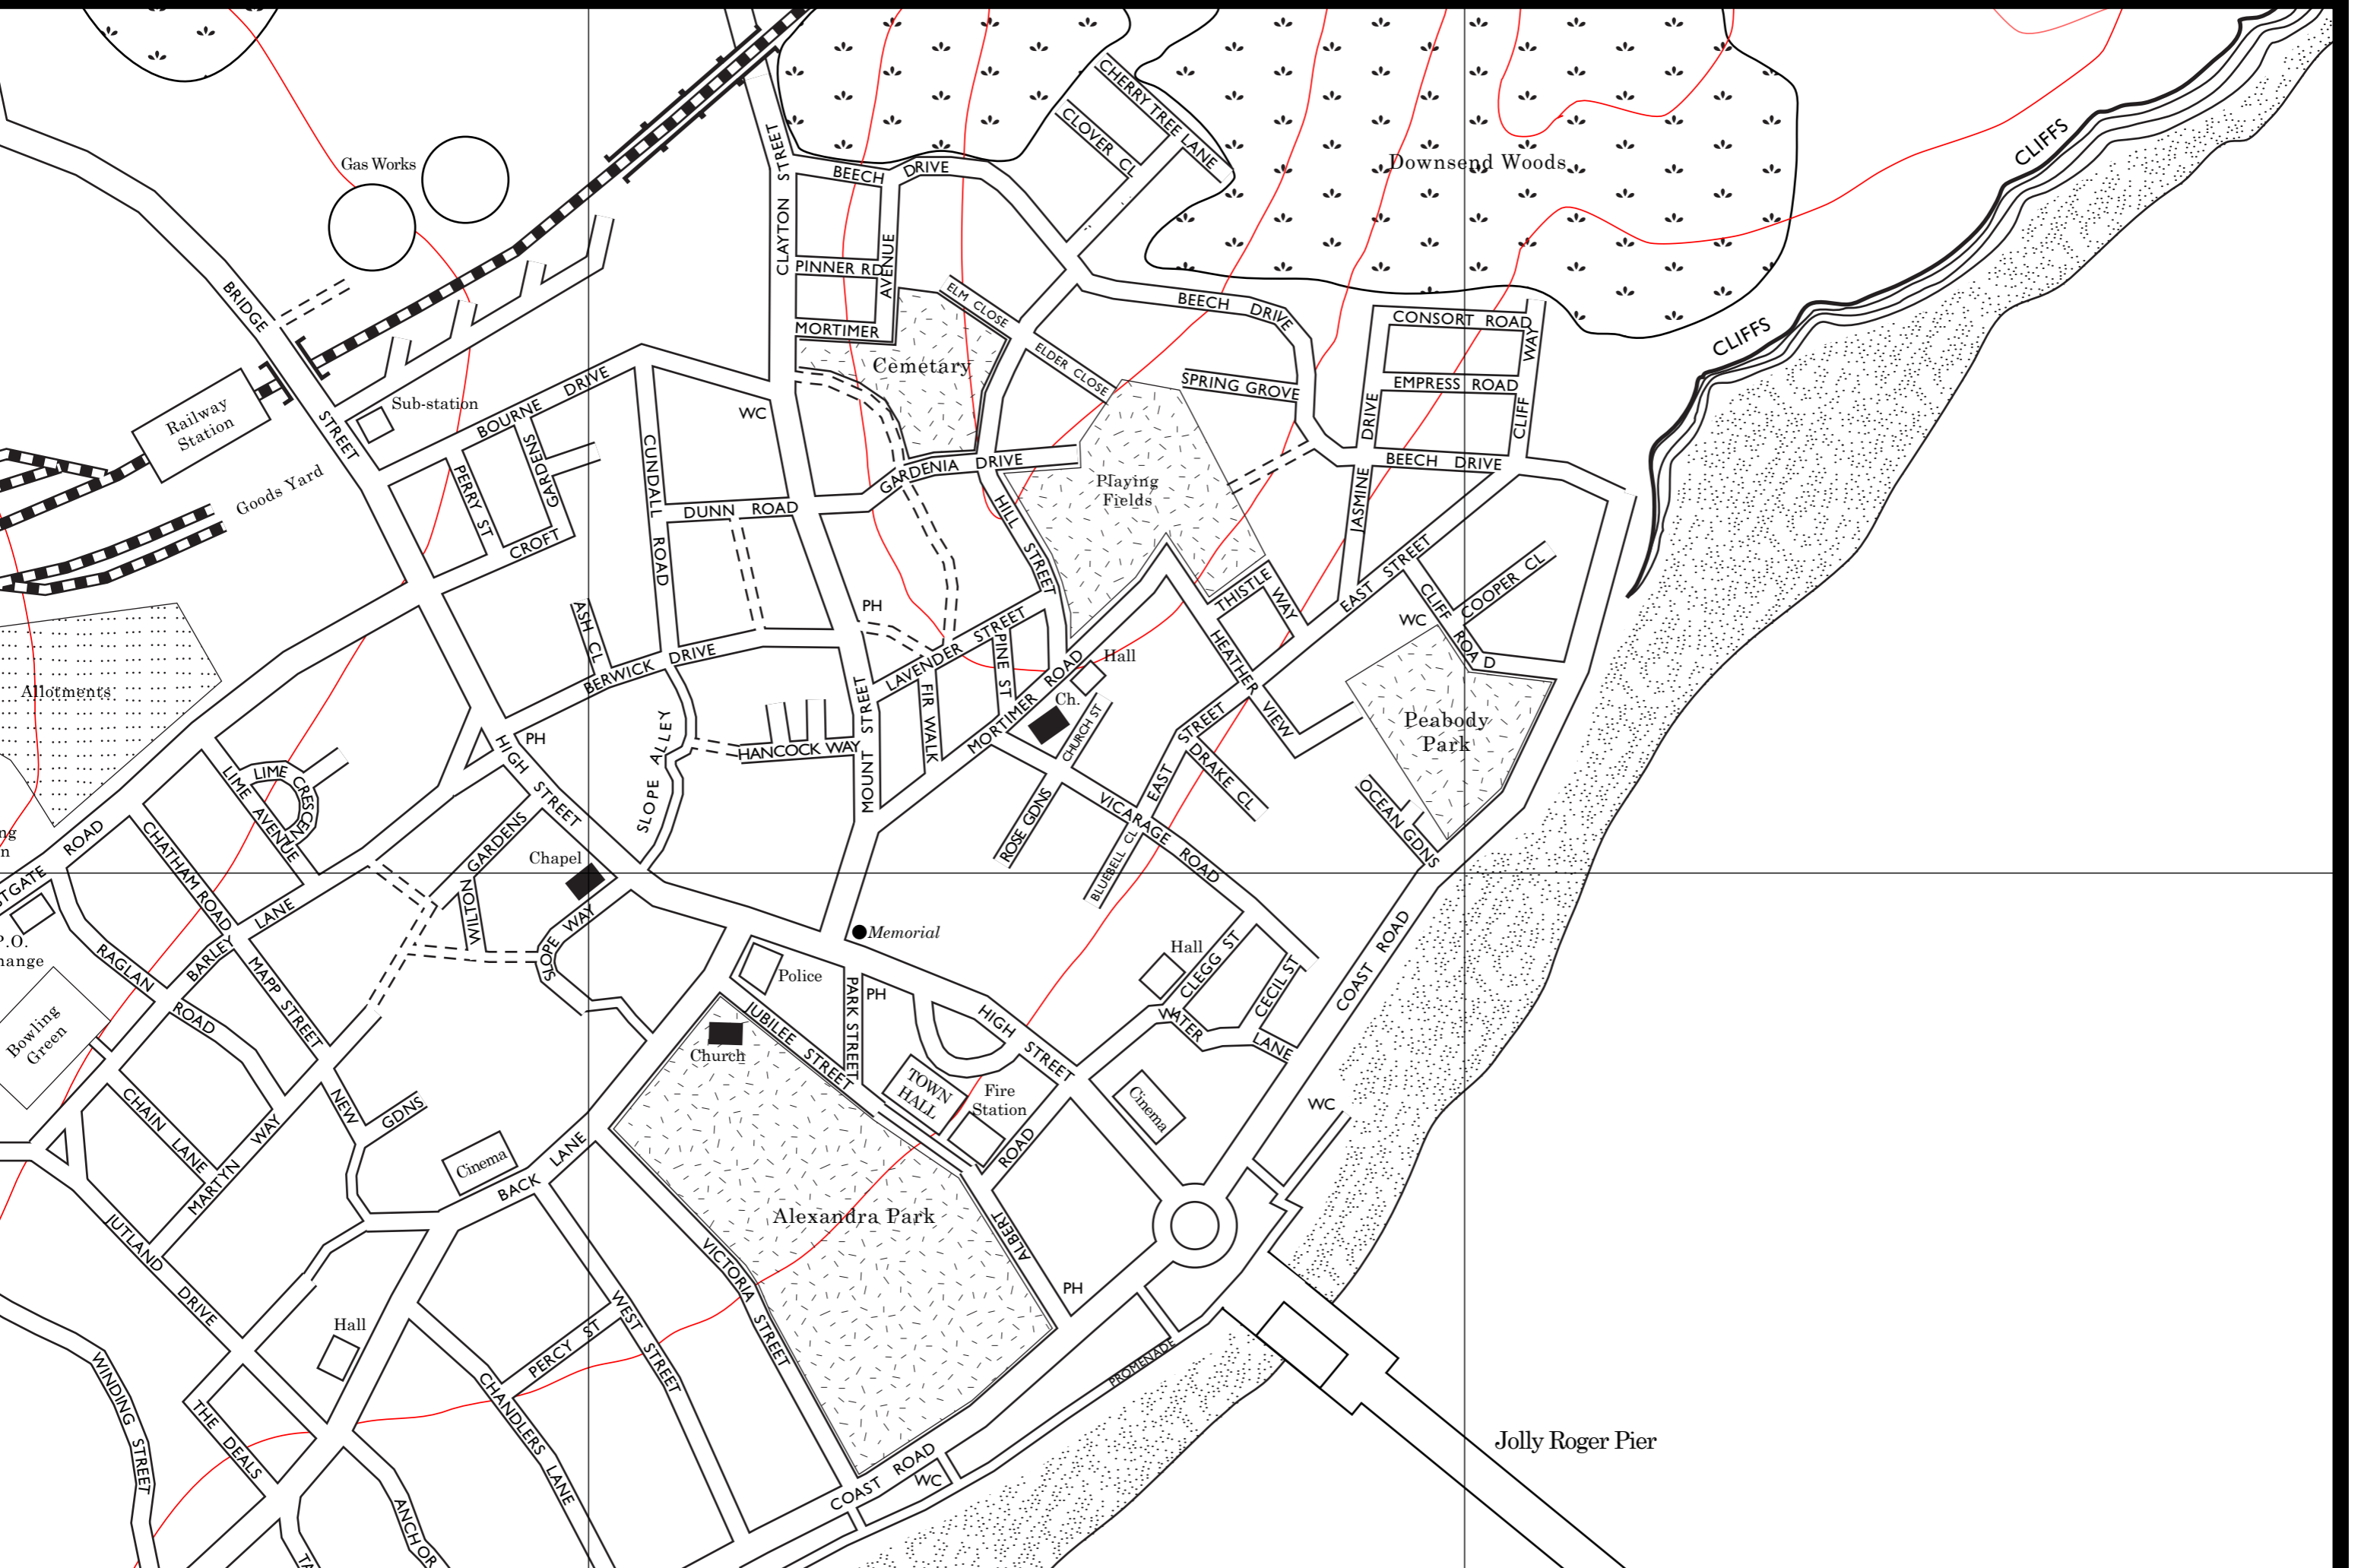 CHERRY TREE LANE
CLOVER CL
Downsend Woods
CLIFFS
Gas Works
CLAYTON STREET
BEECH DRIVE
PINNER RD
AVENUE
MORTIMER
ELM CLOSE
BEECH DRIVE
CONSORT ROAD
WAY
CLIFFS
BRIDGE
STREET
Railway
Station
Sub-station
Goods Yard
BOURNE DRIVE
WC
Cemetary
ELDER CLOSE
SPRING GROVE
EMPRESS ROAD
DRIVE
CLIFF
PERRY ST
GARDENS
CROFT
CUNDALL ROAD
DUNN ROAD
GARDENIA DRIVE
HILL STREET
Playing
Fields
BEECH DRIVE
JASMINE
EAST STREET
COOPER CL
CLIFF ROAD
WC
THISTLE WAY
HEATHER VIEW
ASH CL
BERWICK DRIVE
PH
LAVENDER STREET
PINE ST
FIR WALK
MORTIMER ROAD
Hall
Ch.
CHURCH ST
Allotments
PH
HIGH STREET
SLOPE ALLEY
HANCOCK WAY
MOUNT STREET
EAST STREET
DRAKE CL
Peabody
Park
OCEAN GDNS
LIME CRESCENT
LIME AVENUE
ng
n
ROAD
STGATE
CHATHAM ROAD
GARDENS
WILTON
Chapel
SLOPE WAY
SLOPE
ROSE GDNS
VICARAGE ROAD
BLUEBELL CL
P.O.
hange
RAGLAN
ROAD
BARLEY LANE
MAPP STREET
Memorial
Police
PARK STREET
PH
JUBILEE STREET
Church
HIGH STREET
Hall
CLEGG ST
CECIL ST
WATER
LANE
COAST ROAD
Bowling
Green
CHAIN LANE
MARTYN WAY
NEW
GDNS
Cinema
BACK LANE
TOWN
HALL
Fire
Station
ROAD
ALBERT
Cinema
WC
Alexandra Park
JUTLAND DRIVE
VICTORIA STREET
PH
Hall
PERCY ST
WEST STREET
PROMENADE
WINDING STREET
THE DEALS
CHANDLERS LANE
ANCHOR
TA
COAST ROAD
WC
Jolly Roger Pier